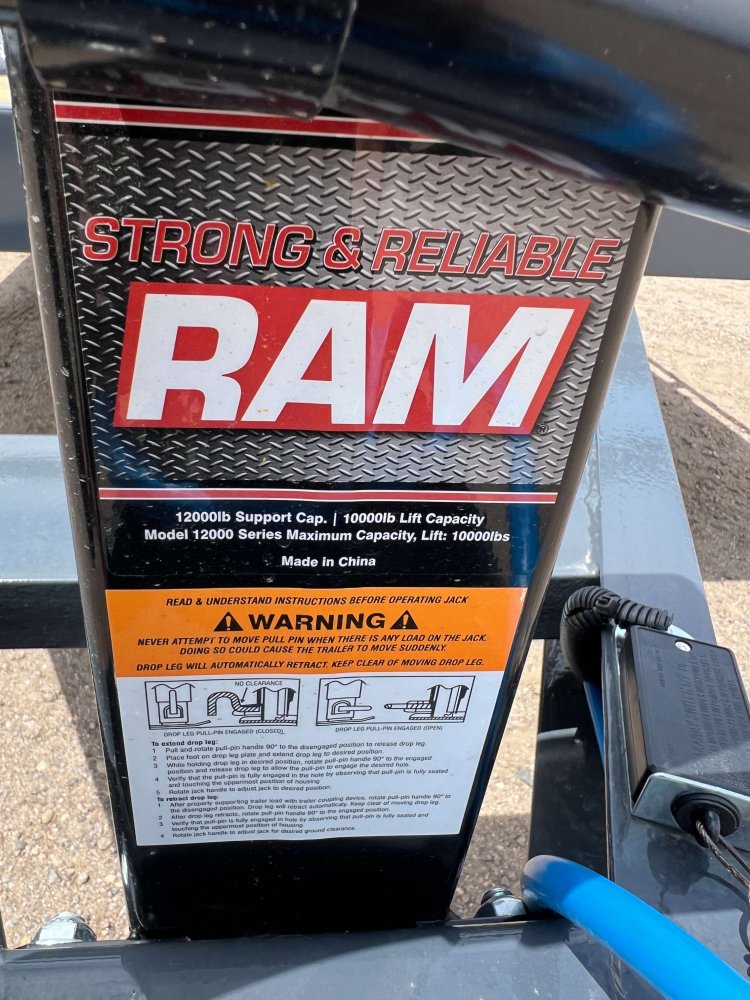 STRONG & RELIABLE
RAM
®
12000lb Support Cap. | 10000lb Lift Capacity
Model 12000 Series Maximum Capacity, Lift: 10000lbs
Made in China
READ & UNDERSTAND INSTRUCTIONS BEFORE OPERATING JACK
WARNING
NEVER ATTEMPT TO MOVE PULL PIN WHEN THERE IS ANY LOAD ON THE JACK.
DOING SO COULD CAUSE THE TRAILER TO MOVE SUDDENLY.
DROP LEG WILL AUTOMATICALLY RETRACT. KEEP CLEAR OF MOVING DROP LEG.
NO CLEARANCE
DROP LEG PULL-PIN ENGAGED (CLOSED)
DROP LEG PULL-PIN ENGAGED (OPEN)
To extend drop leg:
1 Pull and rotate pull-pin handle 90° to the disengaged position to release drop leg.
2 Place foot on drop leg plate and extend drop leg to desired position.
3 While holding drop leg in desired position, rotate pull-pin handle 90° to the engaged
position and release drop leg to allow the pull-pin to engage the desired hole.
4 Verify that the pull-pin is fully engaged in the hole by observing that pull-pin is fully seated
and touching the uppermost position of housing.
5 Rotate jack handle to adjust jack to desired position.
To retract drop leg:
1 After properly supporting trailer load with trailer coupling device, rotate pull-pin handle 90° to
the disengaged position. Drop leg will retract automatically. Keep clear of moving drop leg.
2 After drop leg retracts, rotate pull-pin handle 90° to the engaged position.
3 Verify that pull-pin is fully engaged in hole by observing that pull-pin is fully seated and
touching the uppermost position of housing.
4 Rotate jack handle to adjust jack for desired ground clearance.